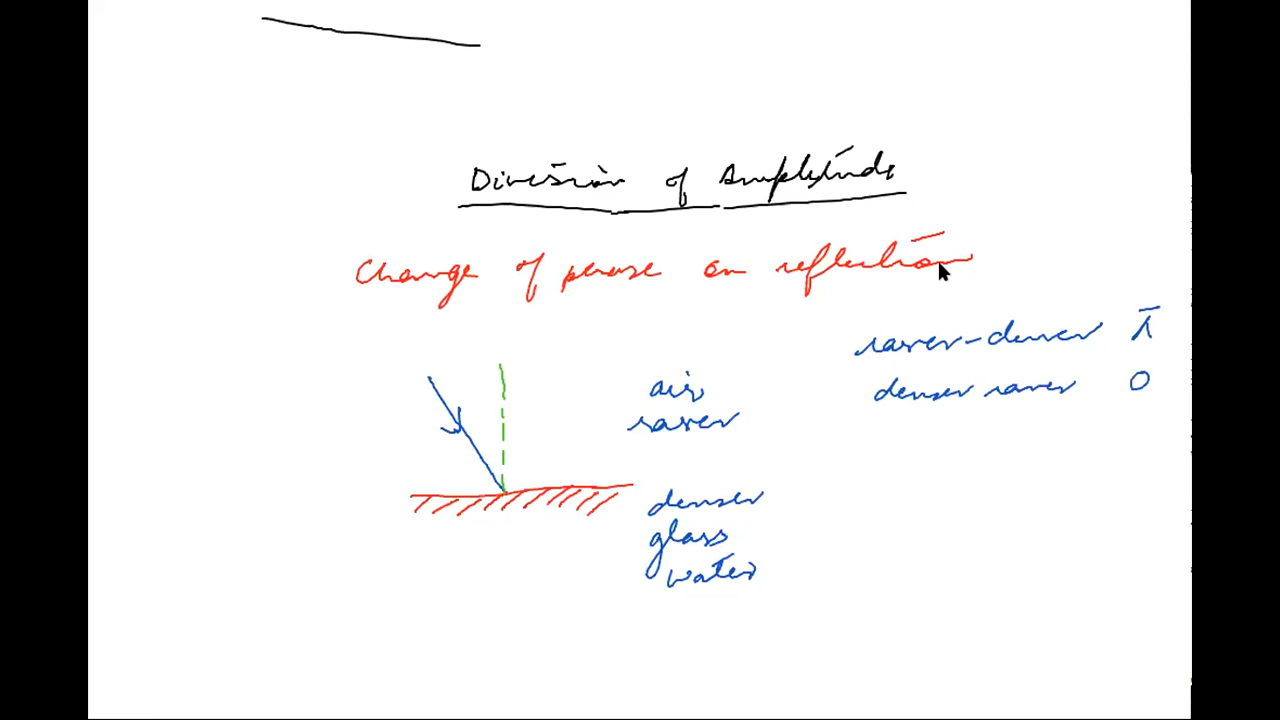 Division of Amplitude
Change of phase on reflection
rarer-denser π
denser rarer 0
air
rarer
denser
glass
water